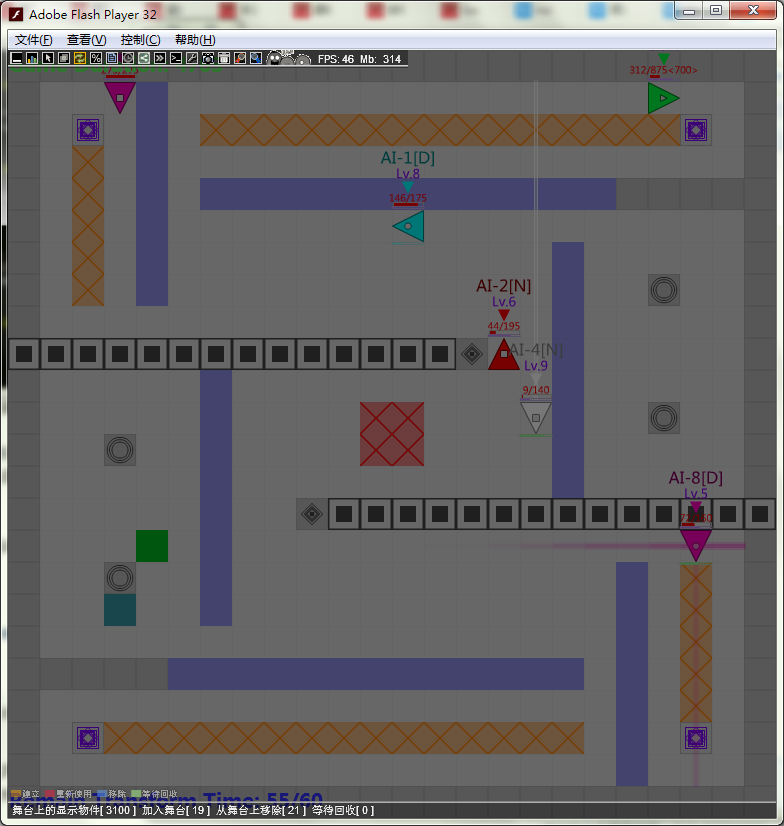 Adobe Flash Player 32
文件(F) 查看(V) 控制(C) 帮助(H)
FPS: 46 Mb: 314
312/875<700>
AI-1[D]
Lv.8
146/175
AI-2[N]
Lv.6
44/195
AI-4[N]
Lv.9
9/140
AI-8[D]
Lv.5
建立 重新使用 移除 等待回收
Remain Transform Time: 55/60
舞台上的显示物件[ 3100 ] 加入舞台[ 19 ] 从舞台上移除[ 21 ] 等待回收[ 0 ]